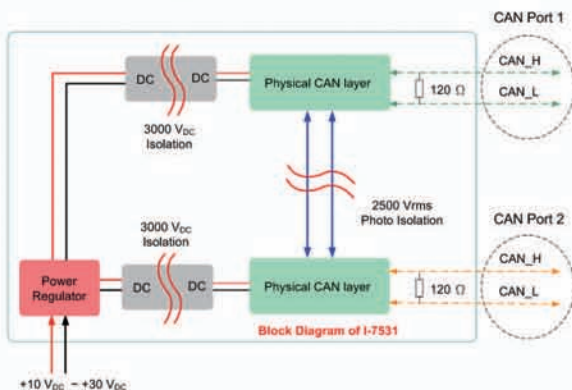 CAN Port 1
DC
DC
Physical CAN layer
CAN_H
120 Ω
CAN_L
3000 VDC
Isolation
2500 Vrms
Photo Isolation
CAN Port 2
3000 VDC
Isolation
Power
Regulator
DC
DC
Physical CAN layer
CAN_H
120 Ω
CAN_L
Block Diagram of I-7531
+10 VDC ~ +30 VDC